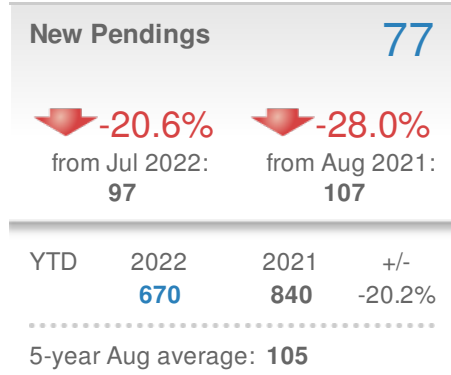 New Pendings 77
-20.6% -28.0%
from Jul 2022: from Aug 2021:
97 107
YTD 2022 2021 +/-
670 840 -20.2%
5-year Aug average: 105